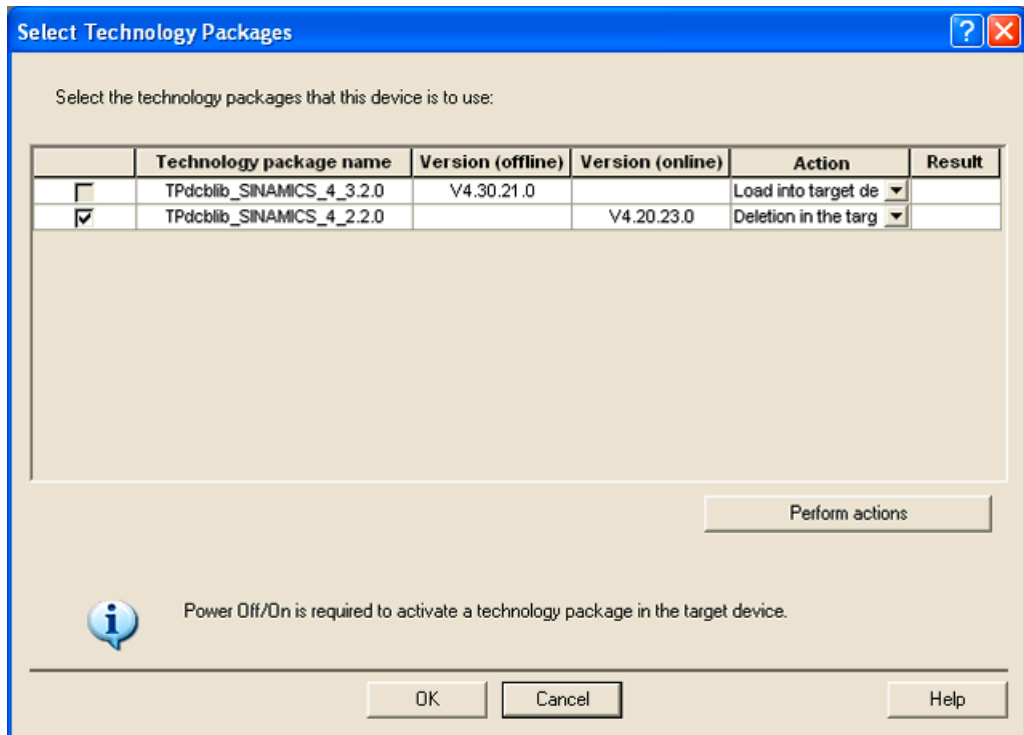 Select Technology Packages
Select the technology packages that this device is to use:
Technology package name Version (offline) Version (online) Action Result
TPdcblib_SINAMICS_4_3.2.0 V4.30.21.0 Load into target de
TPdcblib_SINAMICS_4_2.2.0 V4.20.23.0 Deletion in the targ
Perform actions
Power Off/On is required to activate a technology package in the target device.
OK Cancel Help